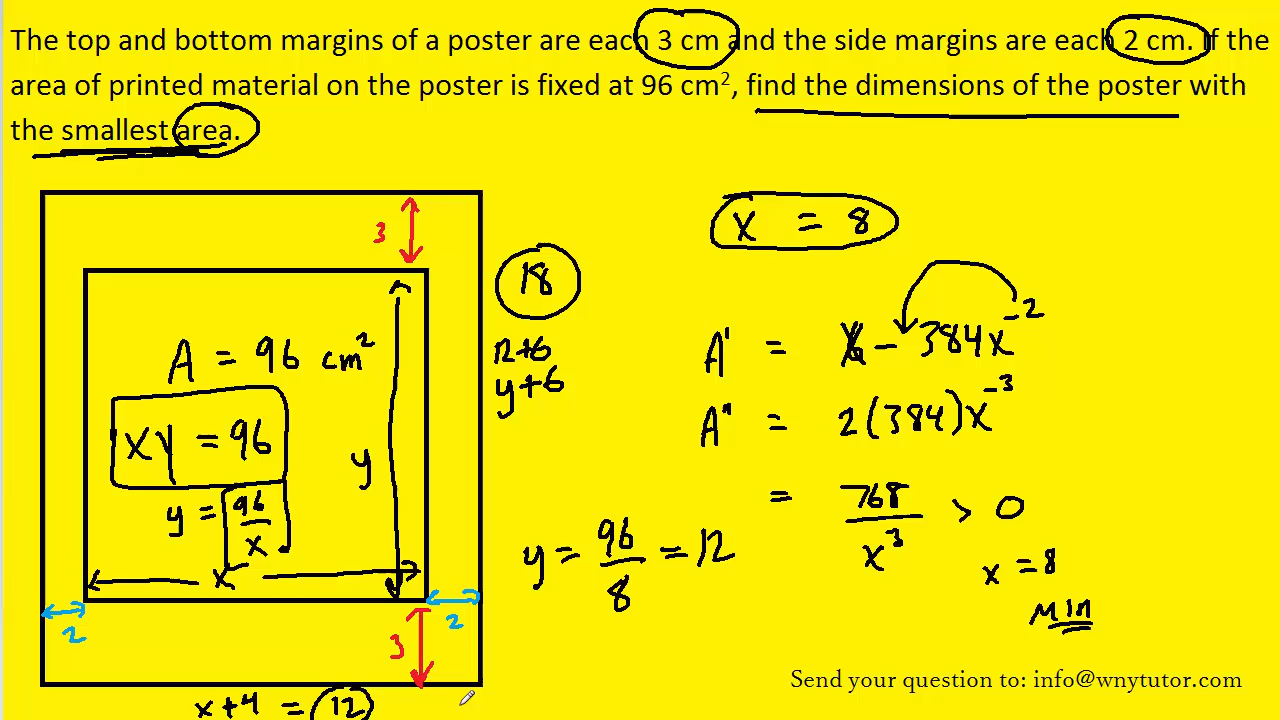 The top and bottom margins of a poster are each 3 cm and the side margins are each 2 cm. If the
area of printed material on the poster is fixed at 96 cm², find the dimensions of the poster with
the smallest area.
3
x = 8
18
A = 96 cm²
12+6
y+6
A' = 6 - 384x⁻²
A" = 2(384)x⁻³
xy = 96
y
y = 96/x
= 768/x³ > 0
y = 96/8 = 12
x = 8
MIN
x
2
2
3
x+4 = 12
Send your question to: info@wnytutor.com